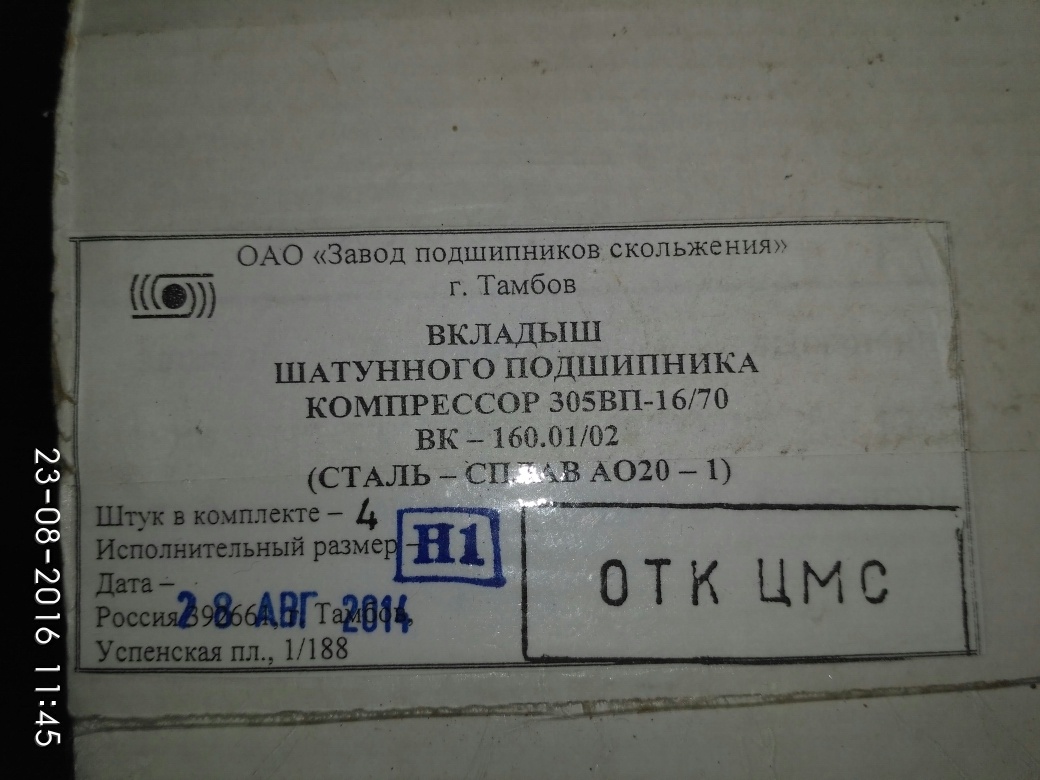 ОАО «Завод подшипников скольжения»
г. Тамбов
ВКЛАДЫШ
ШАТУННОГО ПОДШИПНИКА
КОМПРЕССОР 305ВП-16/70
ВК – 160.01/02
(СТАЛЬ – СПЛАВ АО20 – 1)
Штук в комплекте – 4
Исполнительный размер – Н1
Дата –
28 АВГ 2014
Россия 392661, г. Тамбов,
Успенская пл., 1/188
ОТК ЦМС
23-08-2016 11:45